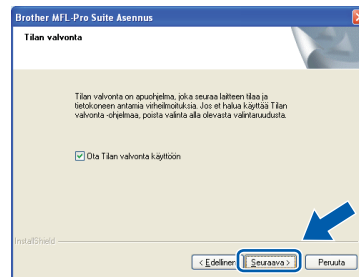 Brother MFL-Pro Suite Asennus
Tilan valvonta
Tilan valvonta on apuohjelma, joka seuraa laitteen tilaa ja
tietokoneen antamia virheilmoituksia. Jos et halua käyttää Tilan
valvonta -ohjelmaa, poista valinta alla olevasta valintaruudusta.
Ota Tilan valvonta käyttöön
InstallShield
< Edellinen Seuraava > Peruuta